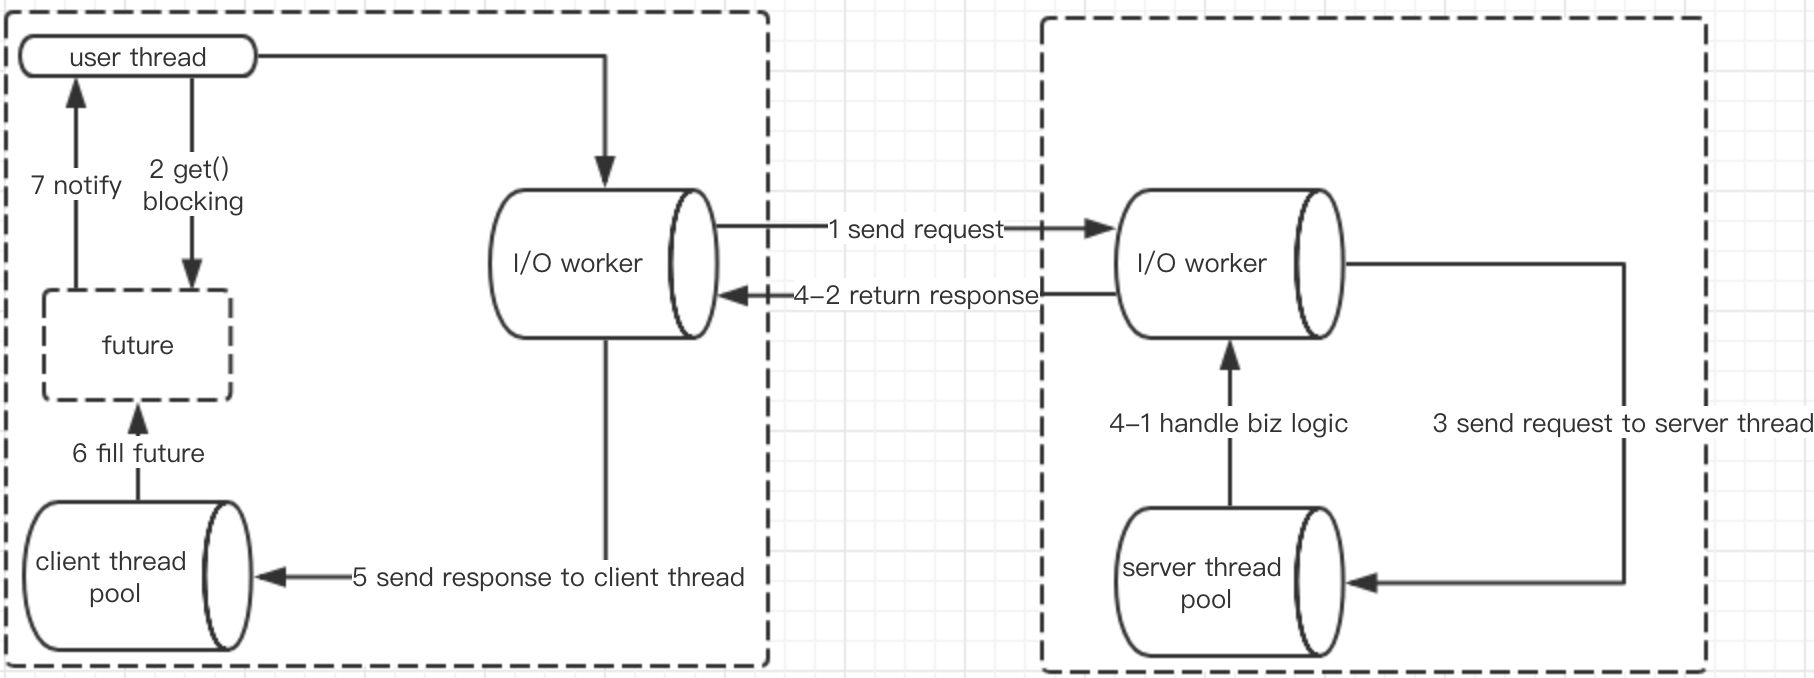 user thread
7 notify
2 get()
blocking
future
6 fill future
client thread
pool
I/O worker
5 send response to client thread
1 send request
4-2 return response
I/O worker
4-1 handle biz logic
3 send request to server thread
server thread
pool